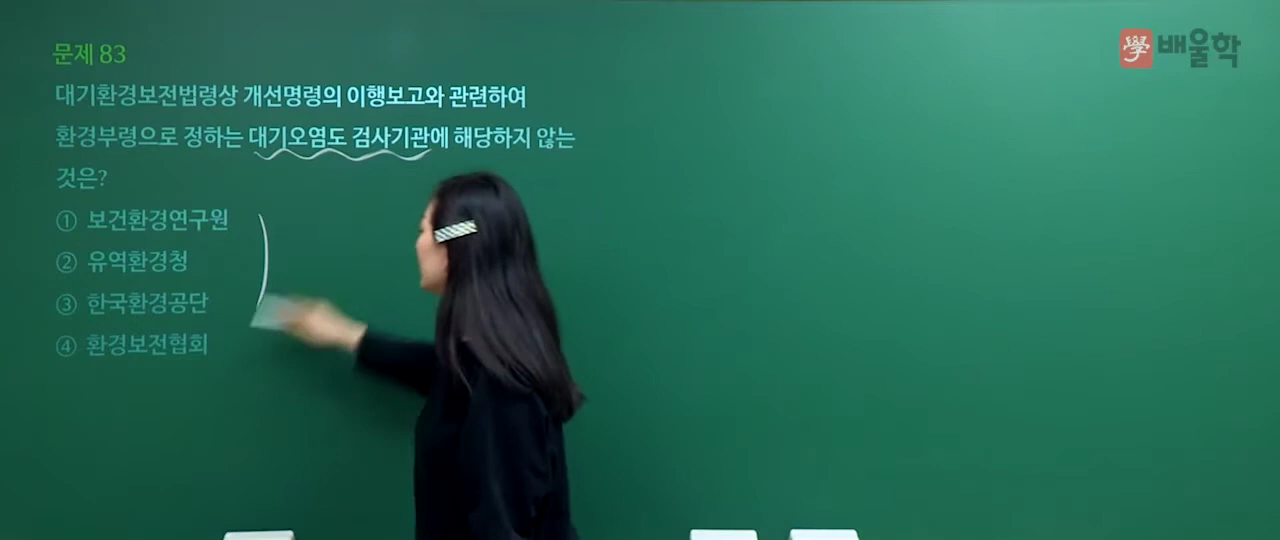 문제 83
學배울학
대기환경보전법령상 개선명령의 이행보고와 관련하여
환경부령으로 정하는 대기오염도 검사기관에 해당하지 않는
것은?
① 보건환경연구원
② 유역환경청
③ 한국환경공단
④ 환경보전협회